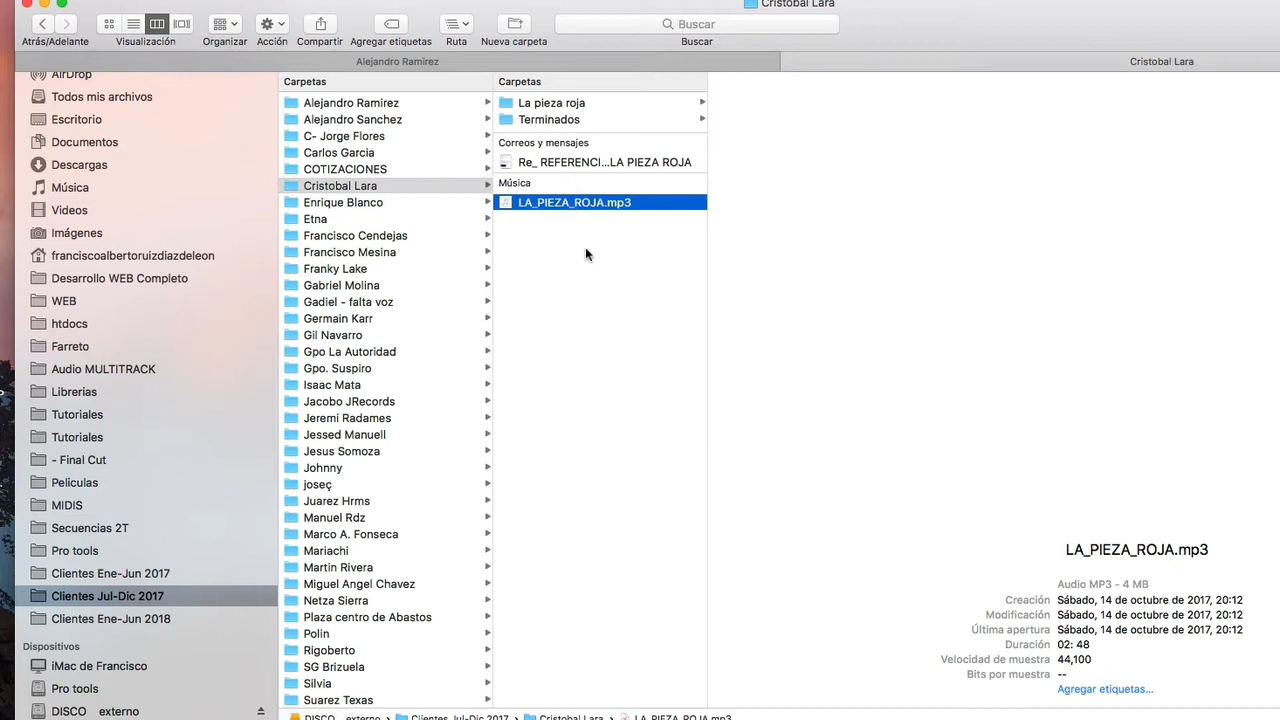 Cristobal Lara
Buscar
Atrás/Adelante
Visualización
Organizar
Acción
Compartir
Agregar etiquetas
Ruta
Nueva carpeta
Buscar
Alejandro Ramirez
Cristobal Lara
AirDrop
Todos mis archivos
Escritorio
Documentos
Descargas
Música
Videos
Imágenes
franciscoalbertoruizdiazdeleon
Desarrollo WEB Completo
WEB
htdocs
Farreto
Audio MULTITRACK
Librerias
Tutoriales
Tutoriales
- Final Cut
Peliculas
MIDIS
Secuencias 2T
Pro tools
Clientes Ene-Jun 2017
Clientes Jul-Dic 2017
Clientes Ene-Jun 2018
Dispositivos
iMac de Francisco
Pro tools
DISCO externo
Carpetas
Alejandro Ramirez
Alejandro Sanchez
C- Jorge Flores
Carlos Garcia
COTIZACIONES
Cristobal Lara
Enrique Blanco
Etna
Francisco Cendejas
Francisco Mesina
Franky Lake
Gabriel Molina
Gadiel - falta voz
Germain Karr
Gil Navarro
Gpo La Autoridad
Gpo. Suspiro
Isaac Mata
Jacobo JRecords
Jeremi Radames
Jessed Manuell
Jesus Somoza
Johnny
joseç
Juarez Hrms
Manuel Rdz
Marco A. Fonseca
Mariachi
Martin Rivera
Miguel Angel Chavez
Netza Sierra
Plaza centro de Abastos
Polin
Rigoberto
SG Brizuela
Silvia
Suarez Texas
Carpetas
La pieza roja
Terminados
Correos y mensajes
Re_ REFERENCI...LA PIEZA ROJA
Música
LA_PIEZA_ROJA.mp3
LA_PIEZA_ROJA.mp3
Audio MP3 - 4 MB
Creación Sábado, 14 de octubre de 2017, 20:12
Modificación Sábado, 14 de octubre de 2017, 20:12
Última apertura Sábado, 14 de octubre de 2017, 20:12
Duración 02: 48
Velocidad de muestra 44,100
Bits por muestra --
Agregar etiquetas...
DISCO externo Clientes Jul-Dic 2017 Cristobal Lara LA_PIEZA_ROJA.mp3